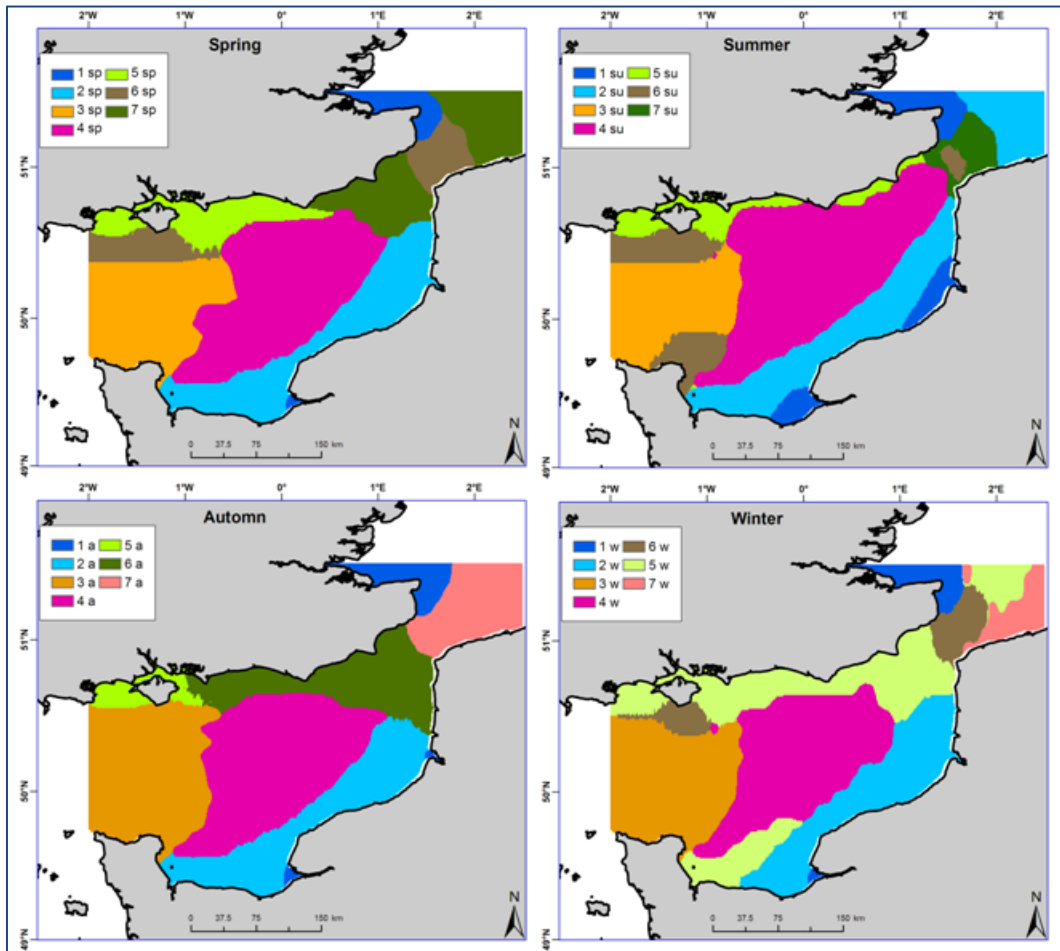 2°W 1°W 0° 1°E 2°E
Spring
1 sp 5 sp
2 sp 6 sp
3 sp 7 sp
4 sp
51°N
50°N
49°N
0 37.5 75 150 km
N
2°W 1°W 0° 1°E 2°E
Summer
1 su 5 su
2 su 6 su
3 su 7 su
4 su
51°N
50°N
49°N
0 37.5 75 150 km
N
2°W 1°W 0° 1°E 2°E
Automn
1 a 5 a
2 a 6 a
3 a 7 a
4 a
51°N
50°N
49°N
0 37.5 75 150 km
N
2°W 1°W 0° 1°E 2°E
Winter
1 w 6 w
2 w 5 w
3 w 7 w
4 w
51°N
50°N
49°N
0 37.5 75 150 km
N